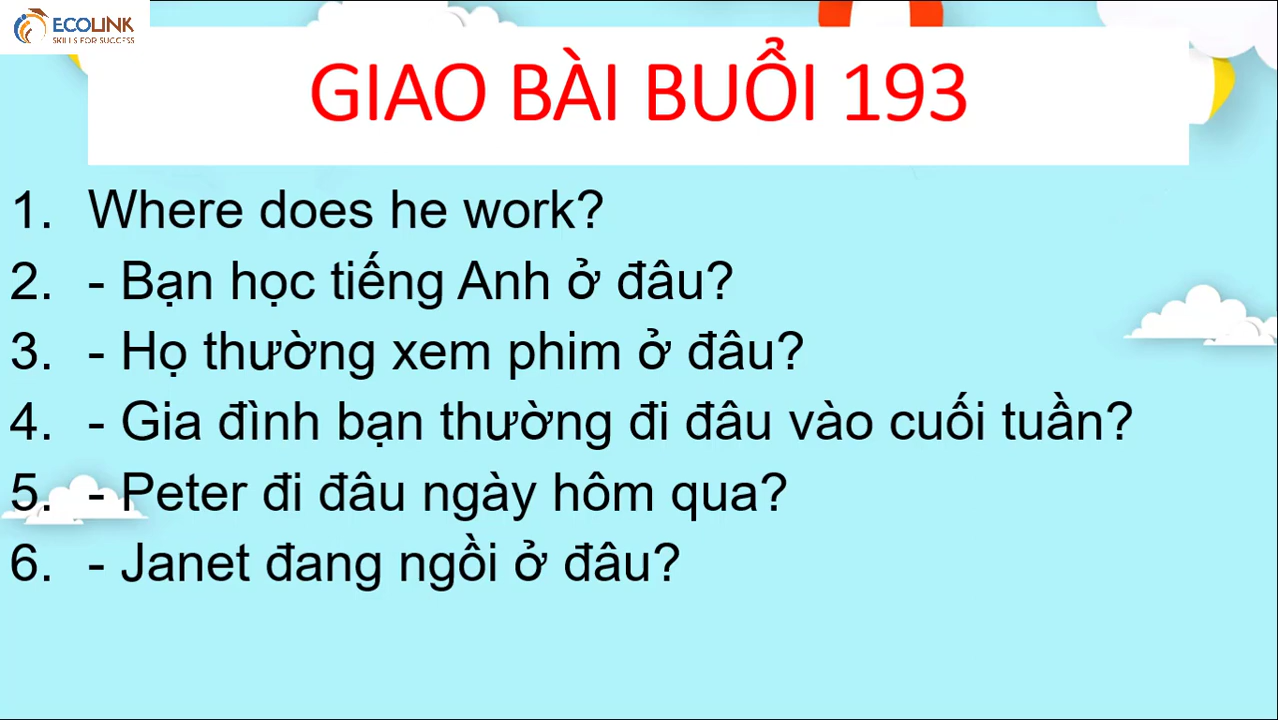 ECOLINK
SKILLS FOR SUCCESS
GIAO BÀI BUỔI 193
1. Where does he work?
2. - Bạn học tiếng Anh ở đâu?
3. - Họ thường xem phim ở đâu?
4. - Gia đình bạn thường đi đâu vào cuối tuần?
5. - Peter đi đâu ngày hôm qua?
6. - Janet đang ngồi ở đâu?